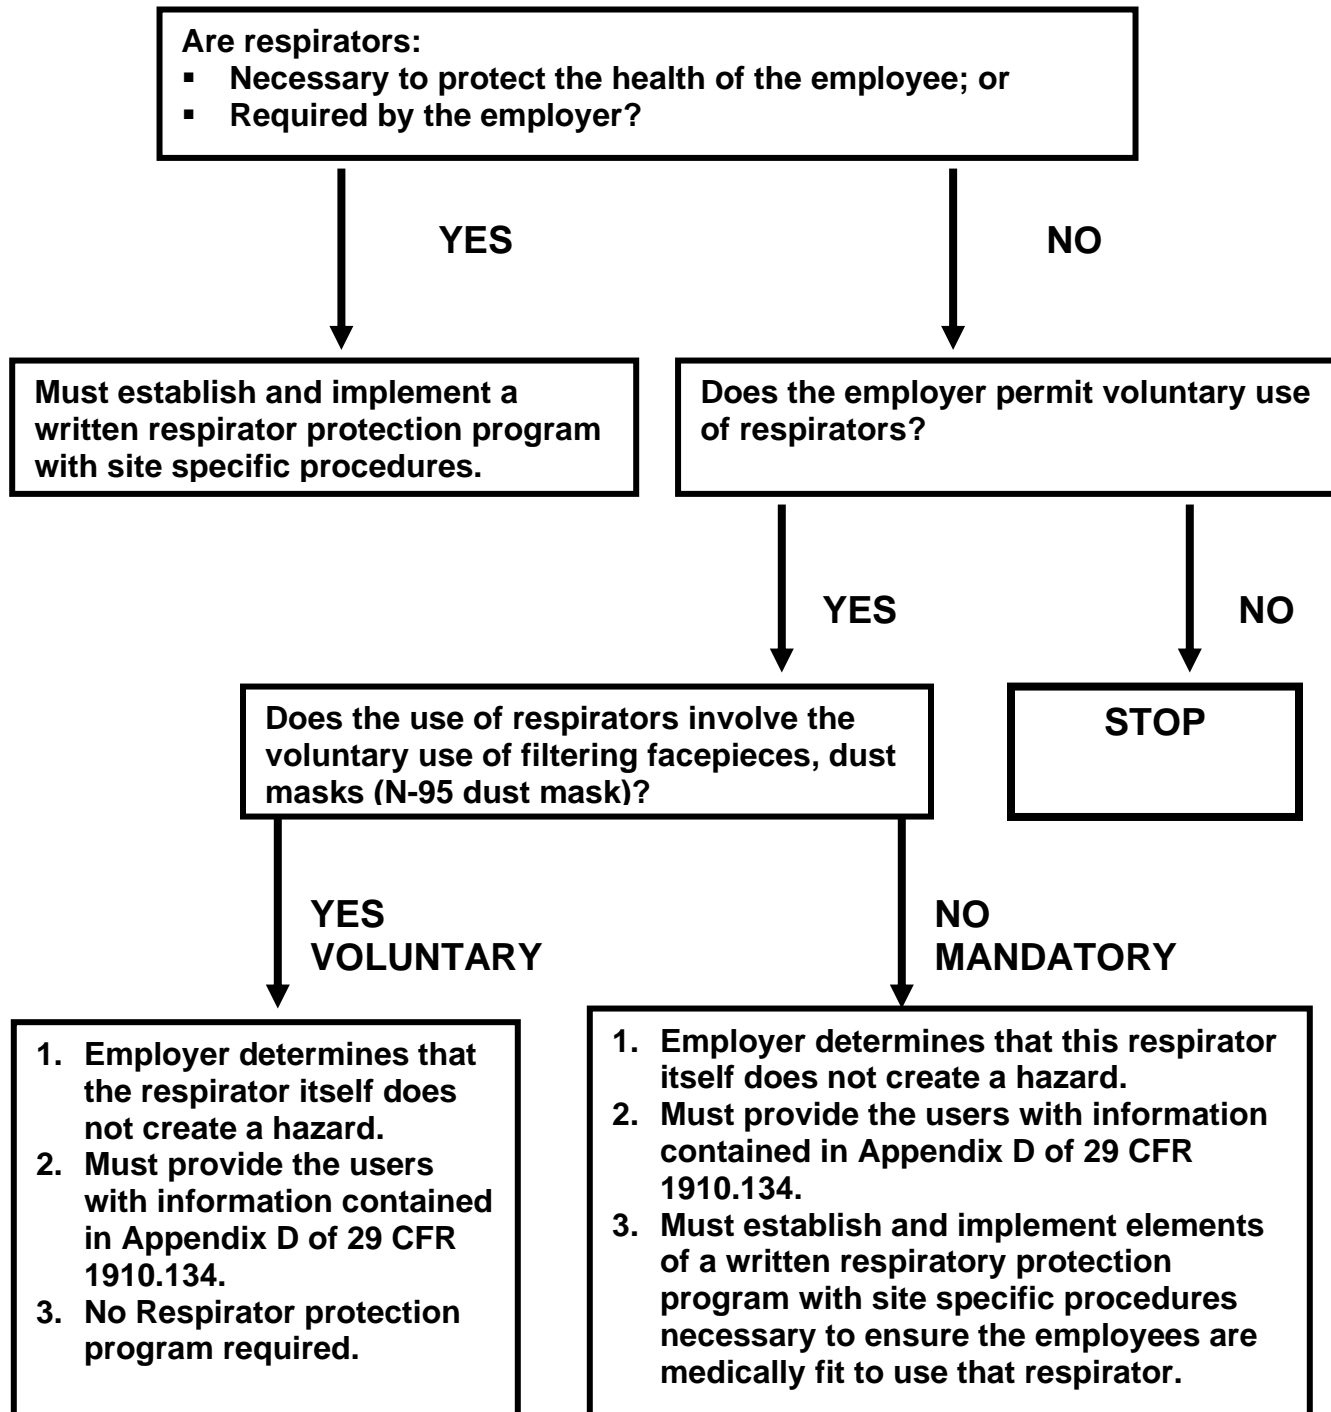 Are respirators:
▪ Necessary to protect the health of the employee; or
▪ Required by the employer?
YES
NO
Must establish and implement a
written respirator protection program
with site specific procedures.
Does the employer permit voluntary use
of respirators?
YES
NO
Does the use of respirators involve the
voluntary use of filtering facepieces, dust
masks (N-95 dust mask)?
STOP
YES
VOLUNTARY
NO
MANDATORY
1. Employer determines that
the respirator itself does
not create a hazard.
2. Must provide the users
with information contained
in Appendix D of 29 CFR
1910.134.
3. No Respirator protection
program required.
1. Employer determines that this respirator
itself does not create a hazard.
2. Must provide the users with information
contained in Appendix D of 29 CFR
1910.134.
3. Must establish and implement elements
of a written respiratory protection
program with site specific procedures
necessary to ensure the employees are
medically fit to use that respirator.